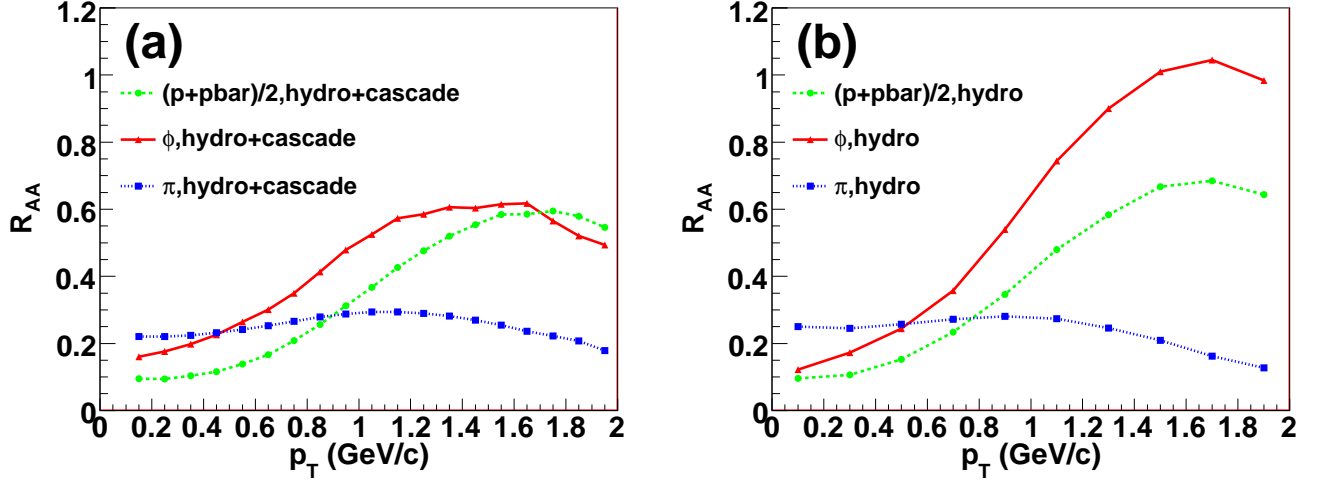 (a)
(p+pbar)/2,hydro+cascade
ϕ,hydro+cascade
π,hydro+cascade
R_AA
1.2
1
0.8
0.6
0.4
0.2
0
0 0.2 0.4 0.6 0.8 1 1.2 1.4 1.6 1.8 2
p_T (GeV/c)
(b)
(p+pbar)/2,hydro
ϕ,hydro
π,hydro
R_AA
1.2
1
0.8
0.6
0.4
0.2
0
0 0.2 0.4 0.6 0.8 1 1.2 1.4 1.6 1.8 2
p_T (GeV/c)